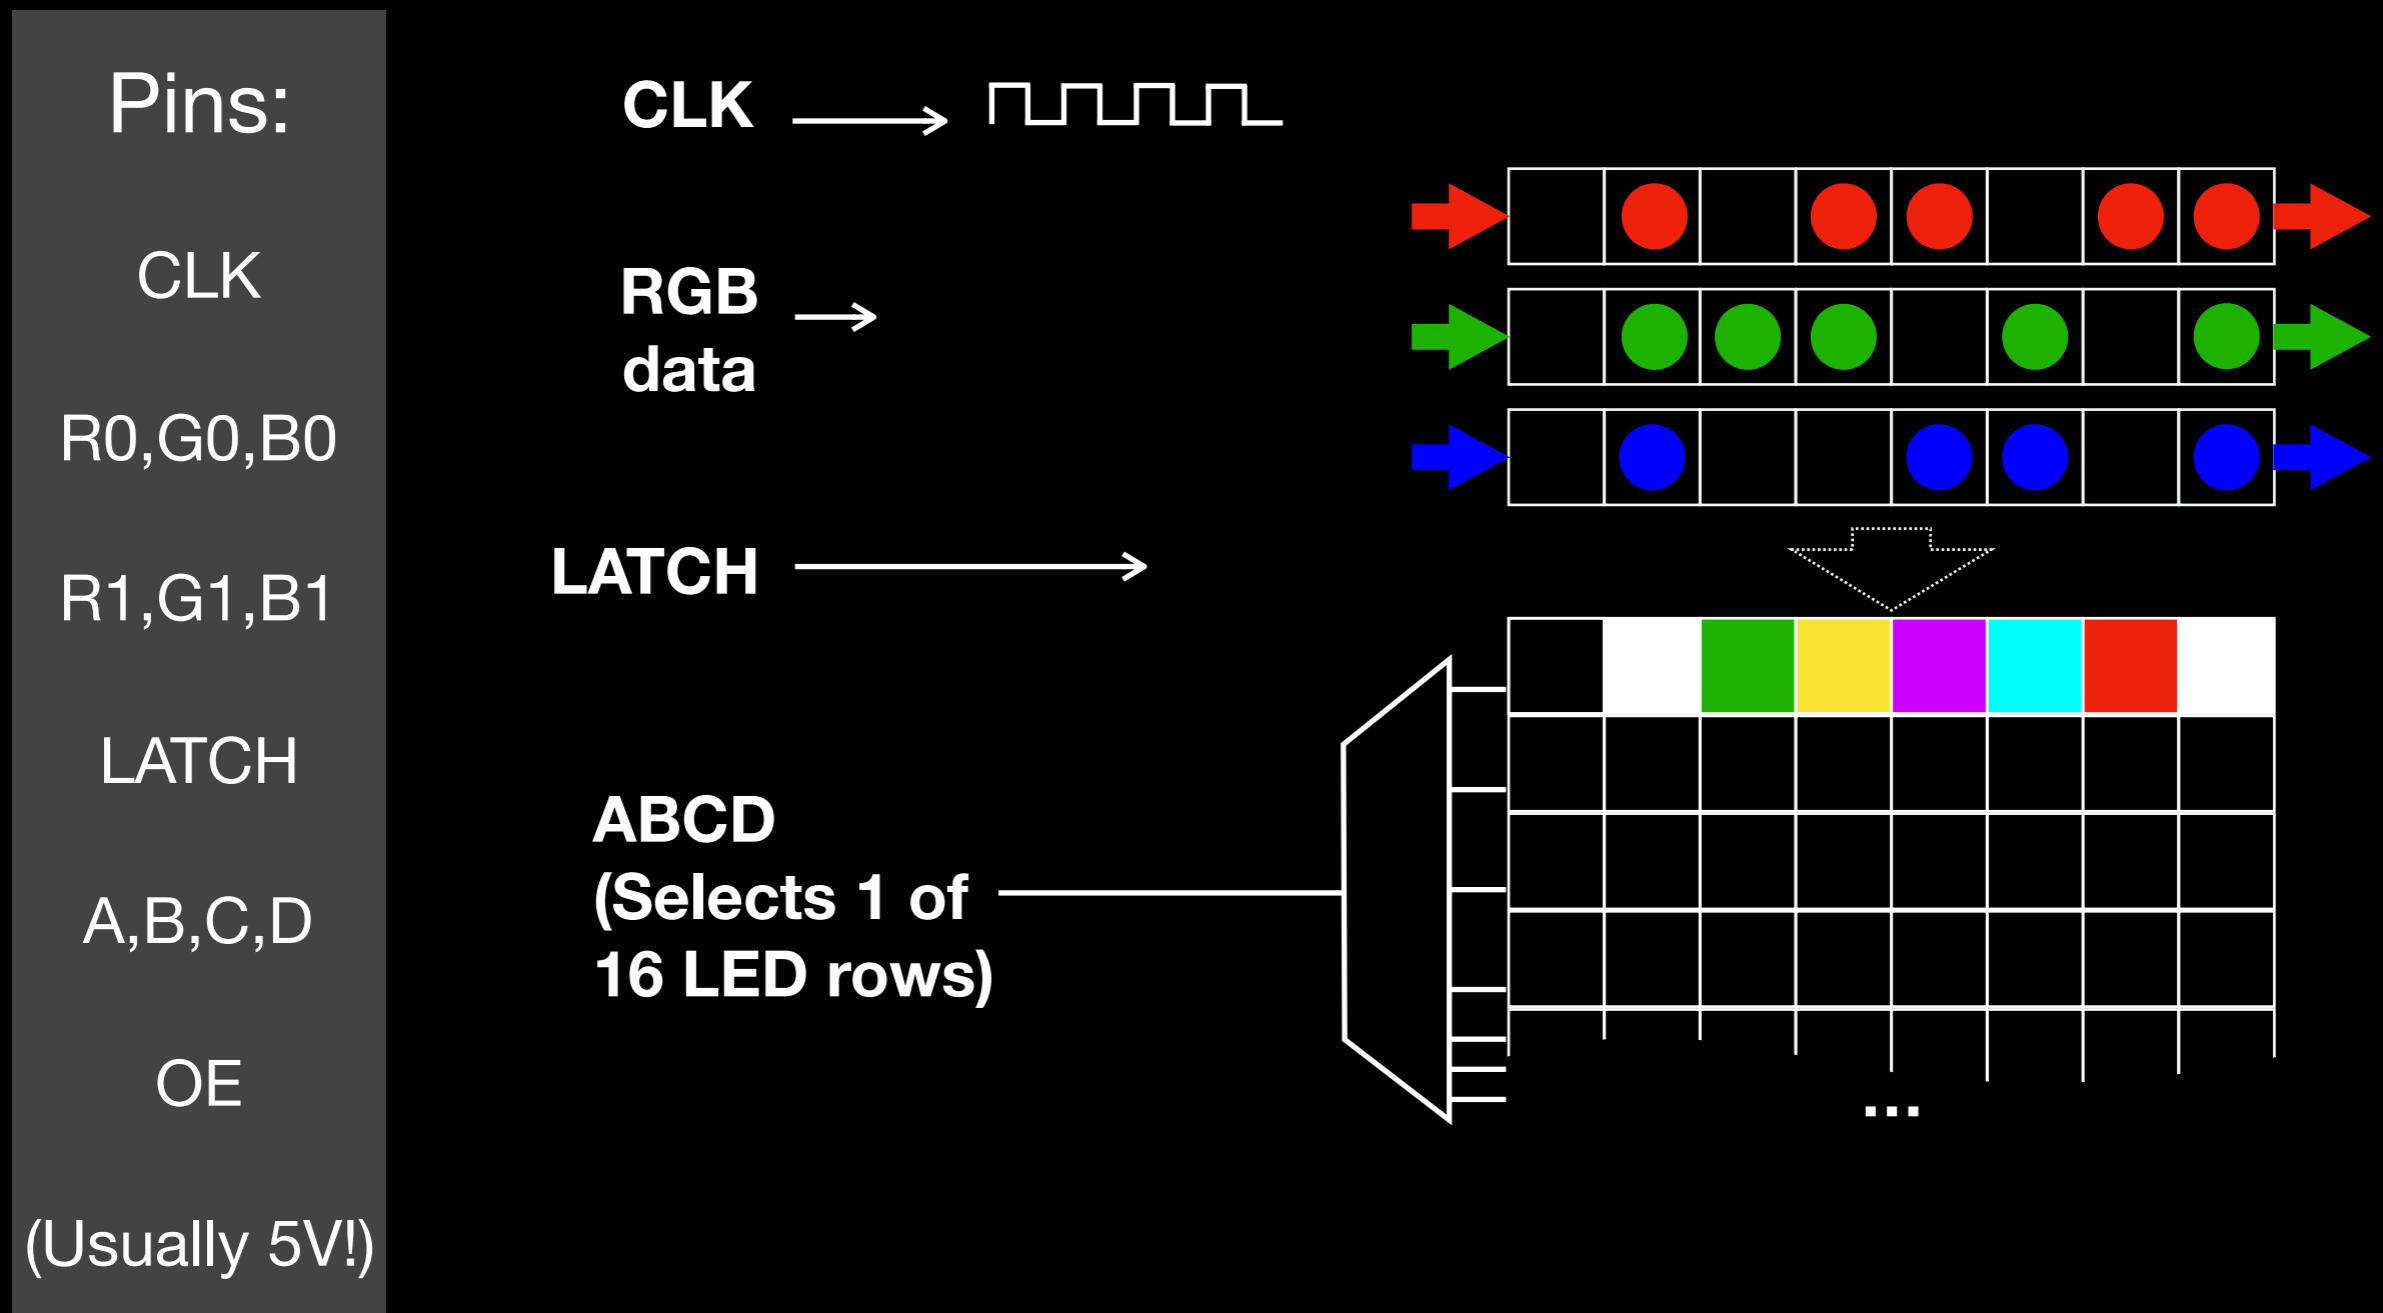 Pins:
CLK
R0,G0,B0
R1,G1,B1
LATCH
A,B,C,D
OE
(Usually 5V!)
CLK
RGB
data
LATCH
ABCD
(Selects 1 of
16 LED rows)
...